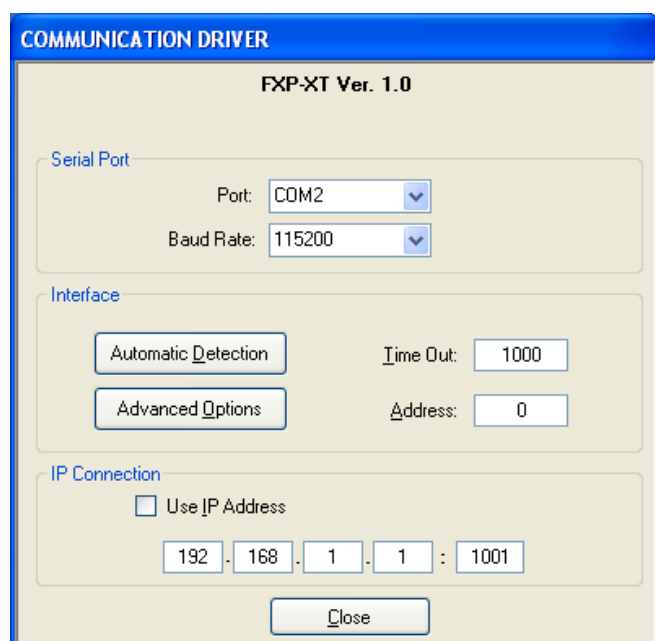 COMMUNICATION DRIVER
FXP-XT Ver. 1.0
Serial Port
Port: COM2
Baud Rate: 115200
Interface
Automatic Detection Time Out: 1000
Advanced Options Address: 0
IP Connection
Use IP Address
192 . 168 . 1 . 1 : 1001
Close